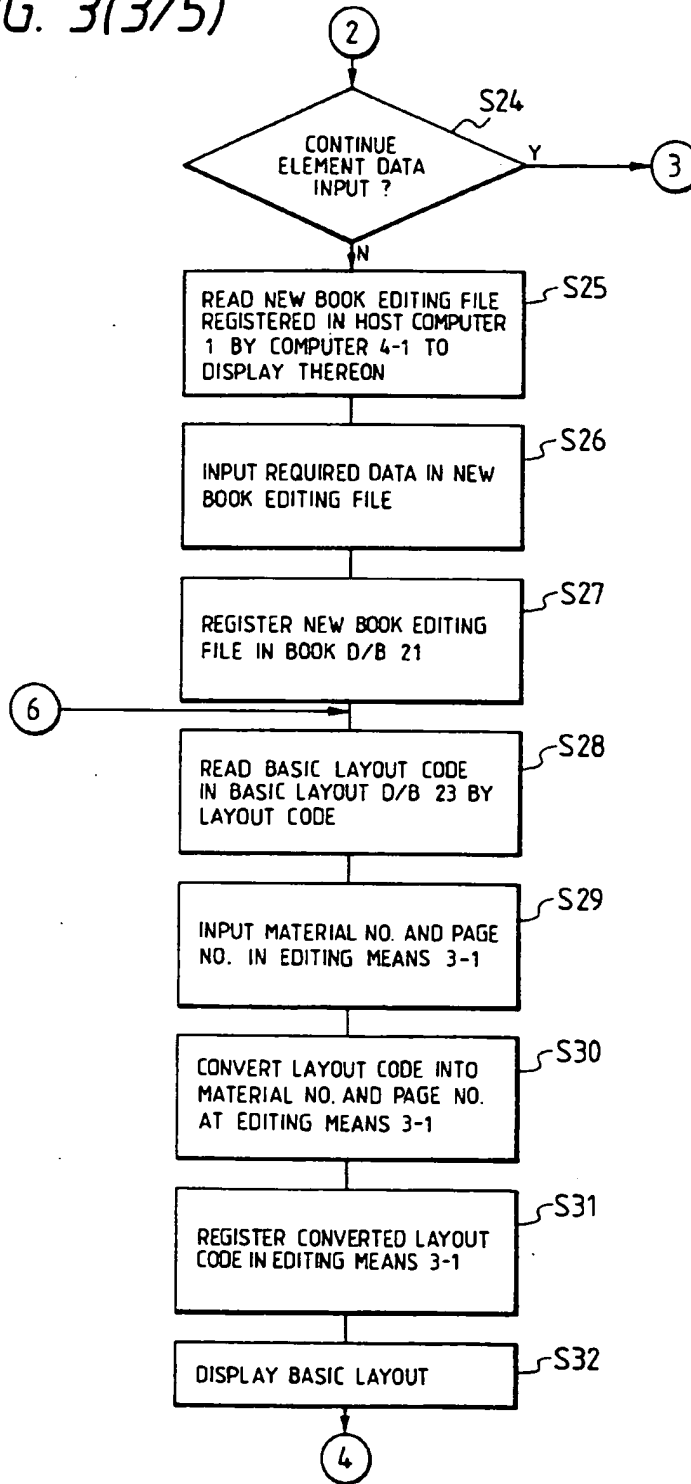 G. 3(3/5)
2
S24
CONTINUE
ELEMENT DATA
INPUT ?
Y
3
N
S25
READ NEW BOOK EDITING FILE
REGISTERED IN HOST COMPUTER
1 BY COMPUTER 4-1 TO
DISPLAY THEREON
S26
INPUT REQUIRED DATA IN NEW
BOOK EDITING FILE
S27
REGISTER NEW BOOK EDITING
FILE IN BOOK D/B 21
6
S28
READ BASIC LAYOUT CODE
IN BASIC LAYOUT D/B 23 BY
LAYOUT CODE
S29
INPUT MATERIAL NO. AND PAGE
NO. IN EDITING MEANS 3-1
S30
CONVERT LAYOUT CODE INTO
MATERIAL NO. AND PAGE NO.
AT EDITING MEANS 3-1
S31
REGISTER CONVERTED LAYOUT
CODE IN EDITING MEANS 3-1
S32
DISPLAY BASIC LAYOUT
4